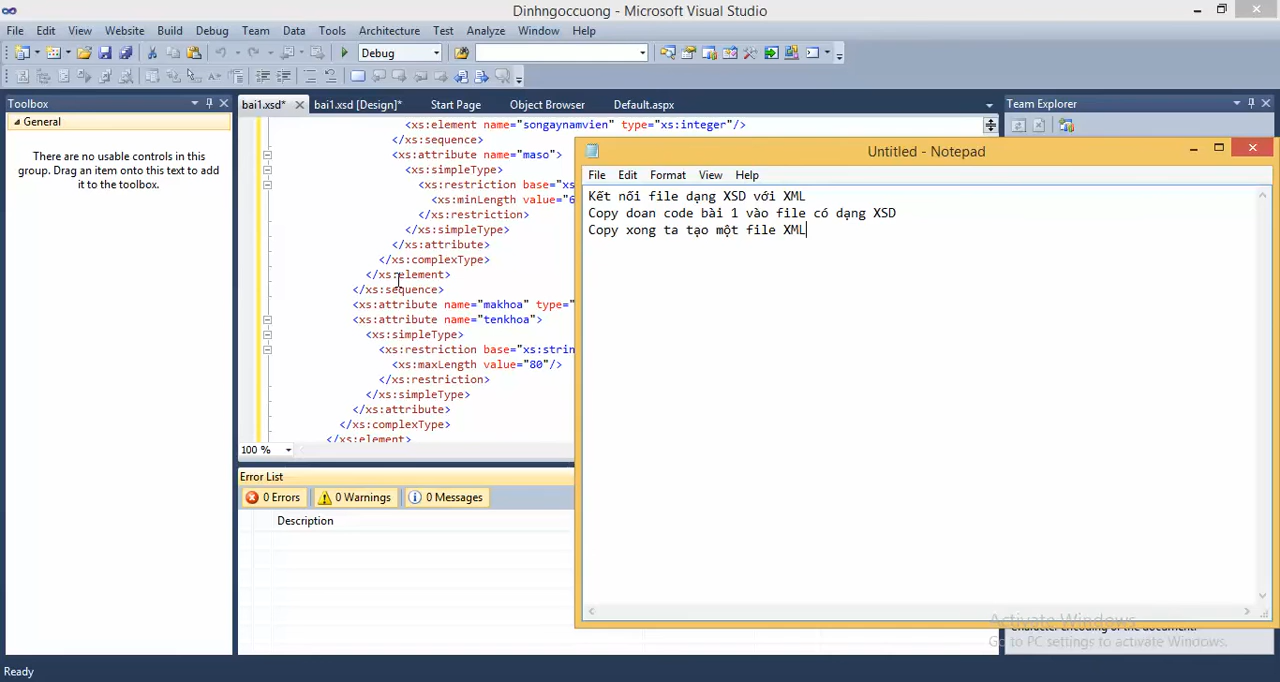 Dinhngoccuong - Microsoft Visual Studio
File Edit View Website Build Debug Team Data Tools Architecture Test Analyze Window Help
Debug
Toolbox
General
There are no usable controls in this
group. Drag an item onto this text to add
it to the toolbox.
bai1.xsd* bai1.xsd [Design]* Start Page Object Browser Default.aspx
<xs:element name="songaynamvien" type="xs:integer"/>
</xs:sequence>
<xs:attribute name="maso">
<xs:simpleType>
<xs:restriction base="xs
<xs:minLength value="6
</xs:restriction>
</xs:simpleType>
</xs:attribute>
</xs:complexType>
</xs:element>
</xs:sequence>
<xs:attribute name="makhoa" type="
<xs:attribute name="tenkhoa">
<xs:simpleType>
<xs:restriction base="xs:strin
<xs:maxLength value="80"/>
</xs:restriction>
</xs:simpleType>
</xs:attribute>
</xs:complexType>
</xs:element>
100 %
Error List
0 Errors 0 Warnings 0 Messages
Description
Team Explorer
Untitled - Notepad
File Edit Format View Help
Kết nối file dạng XSD với XML
Copy doan code bài 1 vào file có dạng XSD
Copy xong ta tạo một file XML
Activate Windows
Character encoding of the document.
Go to PC settings to activate Windows.
Ready